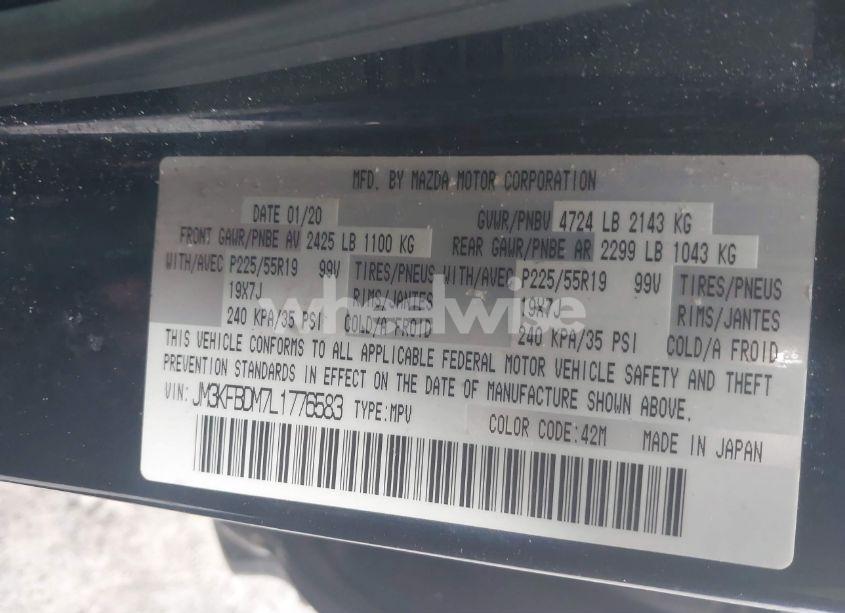 MFD. BY MAZDA MOTOR CORPORATION
DATE 01/20 GVWR/PNBV 4724 LB 2143 KG
FRONT GAWR/PNBE AV 2425 LB 1100 KG REAR GAWR/PNBE AR 2299 LB 1043 KG
WITH/AVEC P225/55R19 99V TIRES/PNEUS WITH/AVEC P225/55R19 99V TIRES/PNEUS
19X7J RIMS/JANTES 19X7J RIMS/JANTES
240 KPA/35 PSI COLD/A FROID 240 KPA/35 PSI COLD/A FROID
wheelwise
THIS VEHICLE CONFORMS TO ALL APPLICABLE FEDERAL MOTOR VEHICLE SAFETY AND THEFT
PREVENTION STANDARDS IN EFFECT ON THE DATE OF MANUFACTURE SHOWN ABOVE.
VIN: JM3KFBDM7L1776583 TYPE:MPV
COLOR CODE:42M MADE IN JAPAN